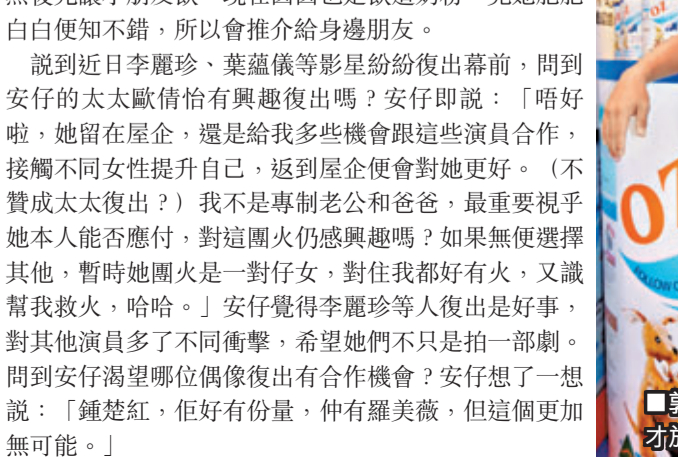 白白便知不錯，所以會推介給身邊朋友。
説到近日李麗珍、葉蘊儀等影星紛紛復出幕前，問到
安仔的太太歐倩怡有興趣復出嗎？安仔即説：「唔好
啦，她留在屋企，還是給我多些機會跟這些演員合作，
接觸不同女性提升自己，返到屋企便會對她更好。（不
贊成太太復出？）我不是專制老公和爸爸，最重要視乎
她本人能否應付，對這團火仍感興趣嗎？如果無便選擇
其他，暫時她團火是一對仔女，對住我都好有火，又識
幫我救火，哈哈。」安仔覺得李麗珍等人復出是好事，
對其他演員多了不同衝擊，希望她們不只是拍一部劇。
問到安仔渴望哪位偶像復出有合作機會？安仔想了一想
説：「鍾楚紅，佢好有份量，仲有羅美薇，但這個更加
無可能。」
■郭
才於